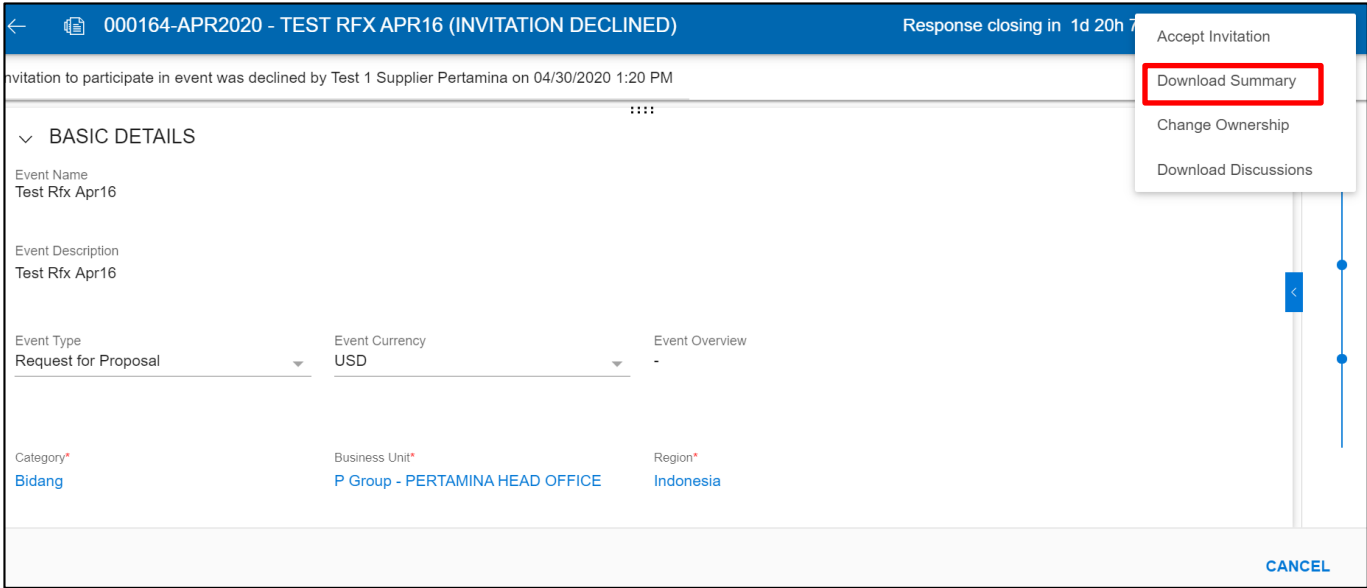 000164-APR2020 - TEST RFX APR16 (INVITATION DECLINED)
Response closing in 1d 20h 7
Accept Invitation
Download Summary
Change Ownership
Download Discussions
nvitation to participate in event was declined by Test 1 Supplier Pertamina on 04/30/2020 1:20 PM
BASIC DETAILS
Event Name
Test Rfx Apr16
Event Description
Test Rfx Apr16
Event Type Event Currency Event Overview
Request for Proposal USD -
Category* Business Unit* Region*
Bidang P Group - PERTAMINA HEAD OFFICE Indonesia
CANCEL